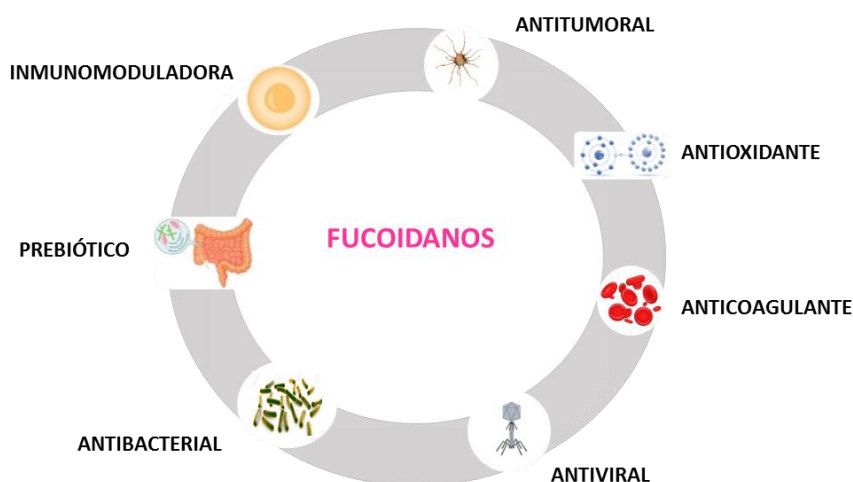 ANTITUMORAL
INMUNOMODULADORA
ANTIOXIDANTE
FUCOIDANOS
PREBIÓTICO
ANTICOAGULANTE
ANTIBACTERIAL
ANTIVIRAL